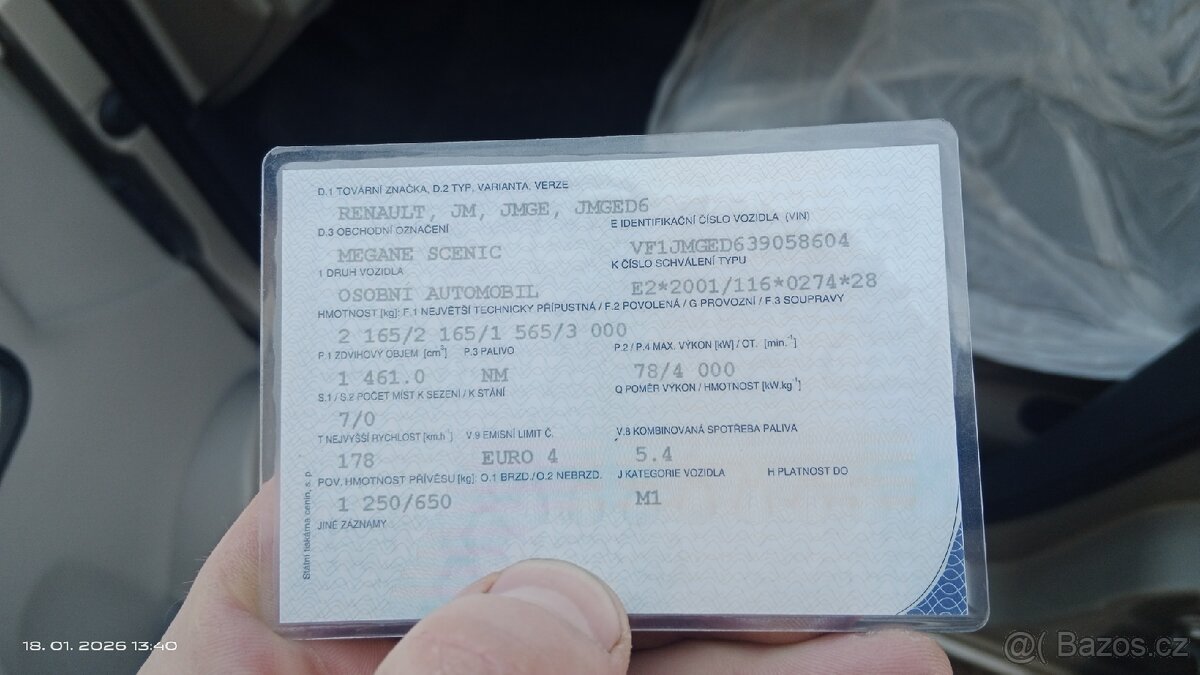 D.1 TOVÁRNÍ ZNAČKA, D.2 TYP, VARIANTA, VERZE
RENAULT, JM, JMGE, JMGED6
D.3 OBCHODNÍ OZNAČENÍ
E IDENTIFIKAČNÍ ČÍSLO VOZIDLA (VIN)
MEGANE SCENIC
VF1JMGED639058604
1 DRUH VOZIDLA
K ČÍSLO SCHVÁLENÍ TYPU
OSOBNÍ AUTOMOBIL
E2*2001/116*0274*28
HMOTNOST [kg]: F.1 NEJVĚTŠÍ TECHNICKY PŘÍPUSTNÁ / F.2 POVOLENÁ / G PROVOZNÍ / F.3 SOUPRAVY
2 165/2 165/1 565/3 000
P.1 ZDVIHOVÝ OBJEM [cm³] P.3 PALIVO P.2 / P.4 MAX. VÝKON [kW] / OT. [min.⁻¹]
1 461.0 NM 78/4 000
S.1 / S.2 POČET MÍST K SEZENÍ / K STÁNÍ Q POMĚR VÝKON / HMOTNOST [kW.kg⁻¹]
7/0
T NEJVYŠŠÍ RYCHLOST [km.h⁻¹] V.9 EMISNÍ LIMIT Č. V.8 KOMBINOVANÁ SPOTŘEBA PALIVA
178 EURO 4 5.4
POV. HMOTNOST PŘÍVĚSU [kg]: O.1 BRZD./O.2 NEBRZD. J KATEGORIE VOZIDLA H PLATNOST DO
1 250/650 M1
JINÉ ZÁZNAMY
Státní tiskárna cenin, s. p.
18. 01. 2026 13:40
@( Bazos.cz